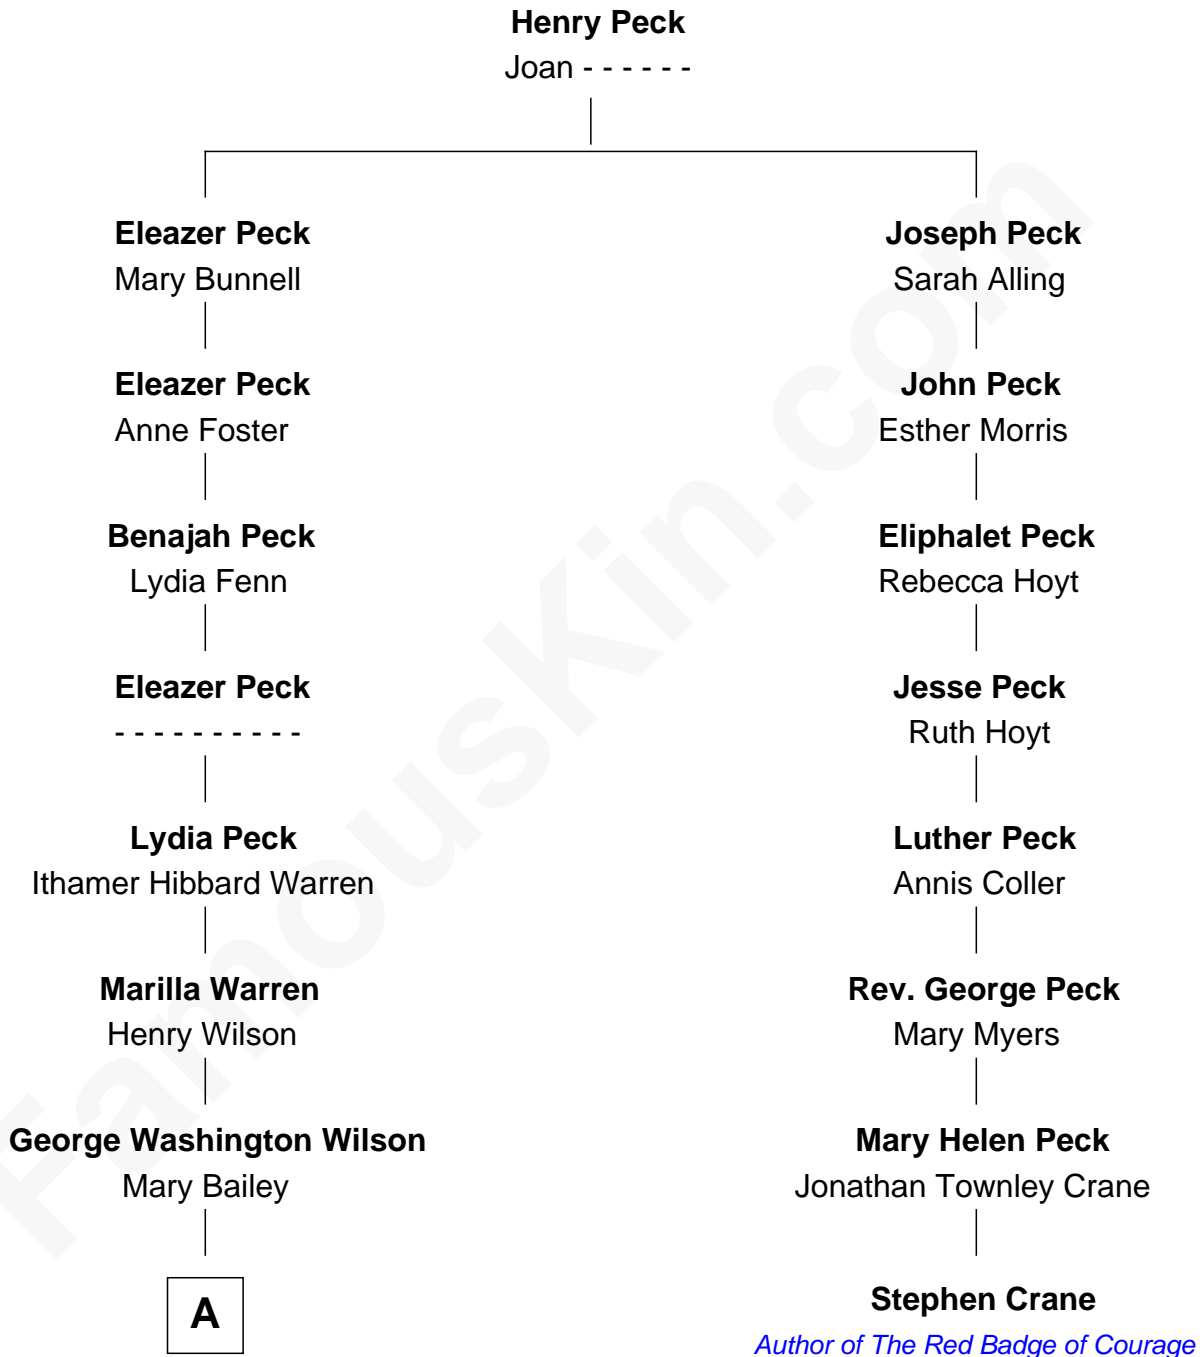 Henry Peck
Joan - - - - - -
Eleazer Peck
Mary Bunnell
Joseph Peck
Sarah Alling
Eleazer Peck
Anne Foster
John Peck
Esther Morris
Benajah Peck
Lydia Fenn
Eliphalet Peck
Rebecca Hoyt
Eleazer Peck
- - - - - - - - - -
Jesse Peck
Ruth Hoyt
Lydia Peck
Ithamer Hibbard Warren
Luther Peck
Annis Coller
Marilla Warren
Henry Wilson
Rev. George Peck
Mary Myers
George Washington Wilson
Mary Bailey
Mary Helen Peck
Jonathan Townley Crane
A
Stephen Crane
Author of The Red Badge of Courage
FamousKin.com